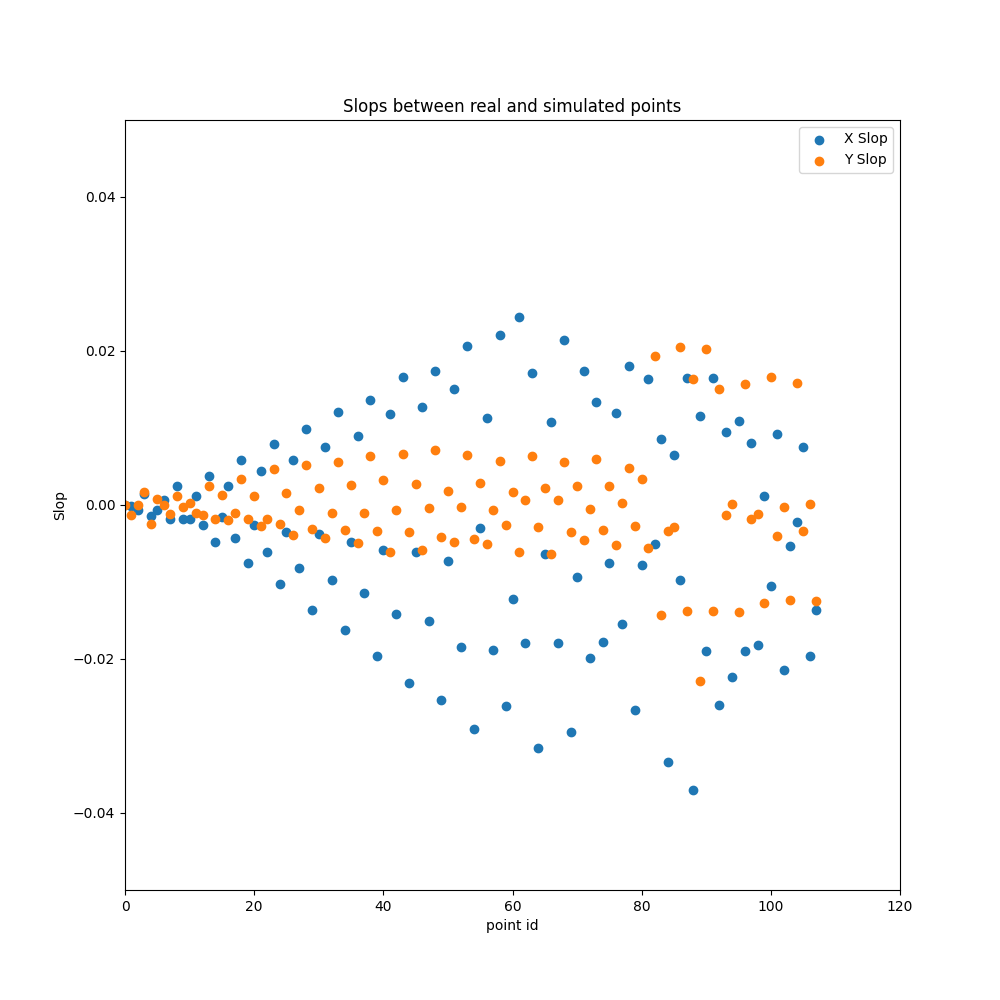 Slops between real and simulated points
X Slop
Y Slop
0.04
0.02
0.00
−0.02
−0.04
Slop
0 20 40 60 80 100 120
point id